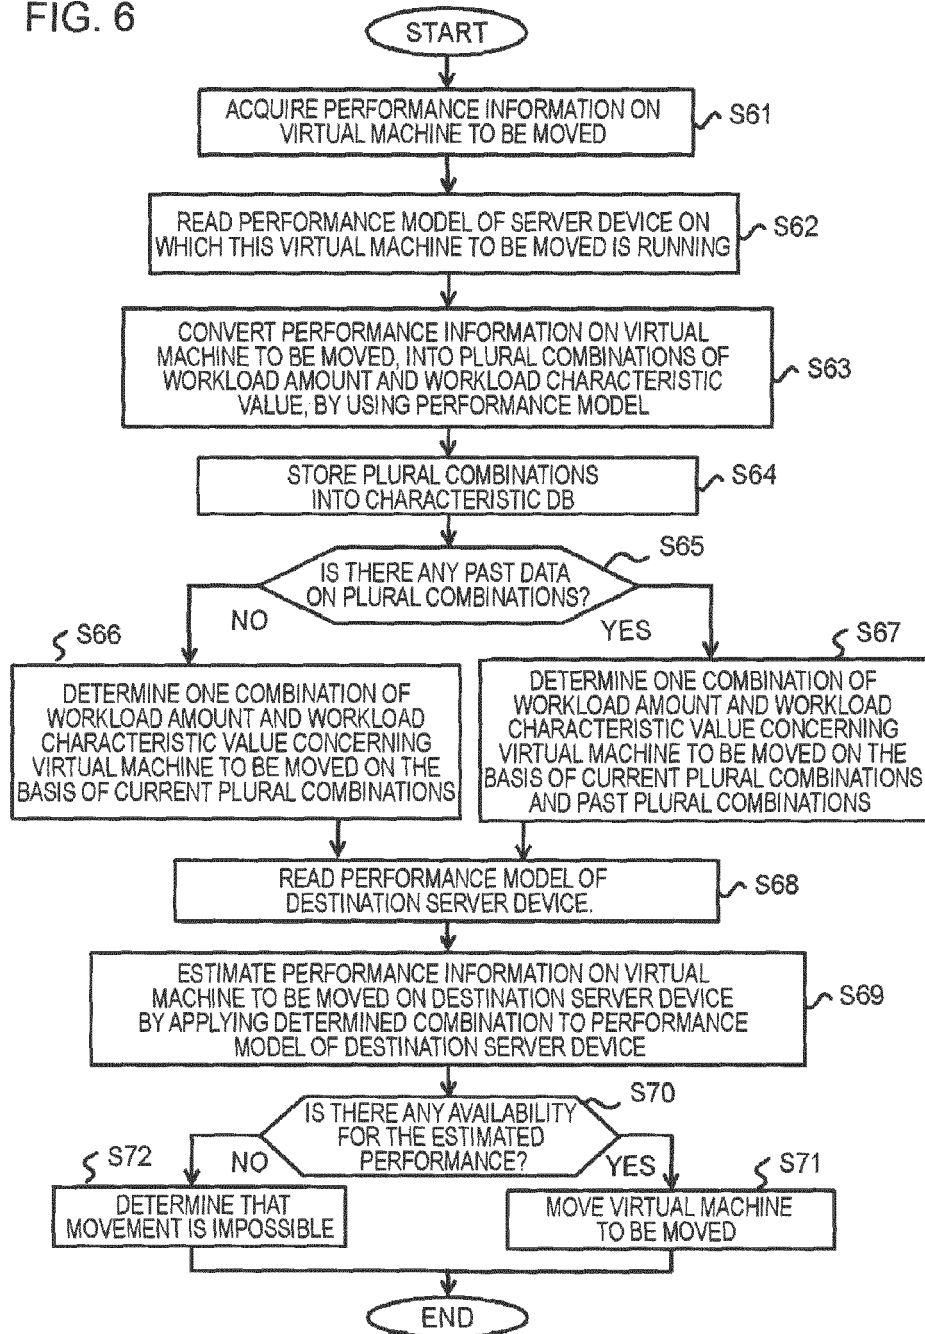 FIG. 6
START
ACQUIRE PERFORMANCE INFORMATION ON
VIRTUAL MACHINE TO BE MOVED
S61
READ PERFORMANCE MODEL OF SERVER DEVICE ON
WHICH THIS VIRTUAL MACHINE TO BE MOVED IS RUNNING
S62
CONVERT PERFORMANCE INFORMATION ON VIRTUAL
MACHINE TO BE MOVED, INTO PLURAL COMBINATIONS OF
WORKLOAD AMOUNT AND WORKLOAD CHARACTERISTIC
VALUE, BY USING PERFORMANCE MODEL
S63
STORE PLURAL COMBINATIONS
INTO CHARACTERISTIC DB
S64
IS THERE ANY PAST DATA
ON PLURAL COMBINATIONS?
S65
NO
YES
S66
DETERMINE ONE COMBINATION OF
WORKLOAD AMOUNT AND WORKLOAD
CHARACTERISTIC VALUE CONCERNING
VIRTUAL MACHINE TO BE MOVED ON THE
BASIS OF CURRENT PLURAL COMBINATIONS
S67
DETERMINE ONE COMBINATION OF
WORKLOAD AMOUNT AND WORKLOAD
CHARACTERISTIC VALUE CONCERNING
VIRTUAL MACHINE TO BE MOVED ON THE
BASIS OF CURRENT PLURAL COMBINATIONS
AND PAST PLURAL COMBINATIONS
READ PERFORMANCE MODEL OF
DESTINATION SERVER DEVICE.
S68
ESTIMATE PERFORMANCE INFORMATION ON VIRTUAL
MACHINE TO BE MOVED ON DESTINATION SERVER DEVICE
BY APPLYING DETERMINED COMBINATION TO PERFORMANCE
MODEL OF DESTINATION SERVER DEVICE
S69
IS THERE ANY AVAILABILITY
FOR THE ESTIMATED
PERFORMANCE?
S70
NO
YES
S72
DETERMINE THAT
MOVEMENT IS IMPOSSIBLE
S71
MOVE VIRTUAL MACHINE
TO BE MOVED
END